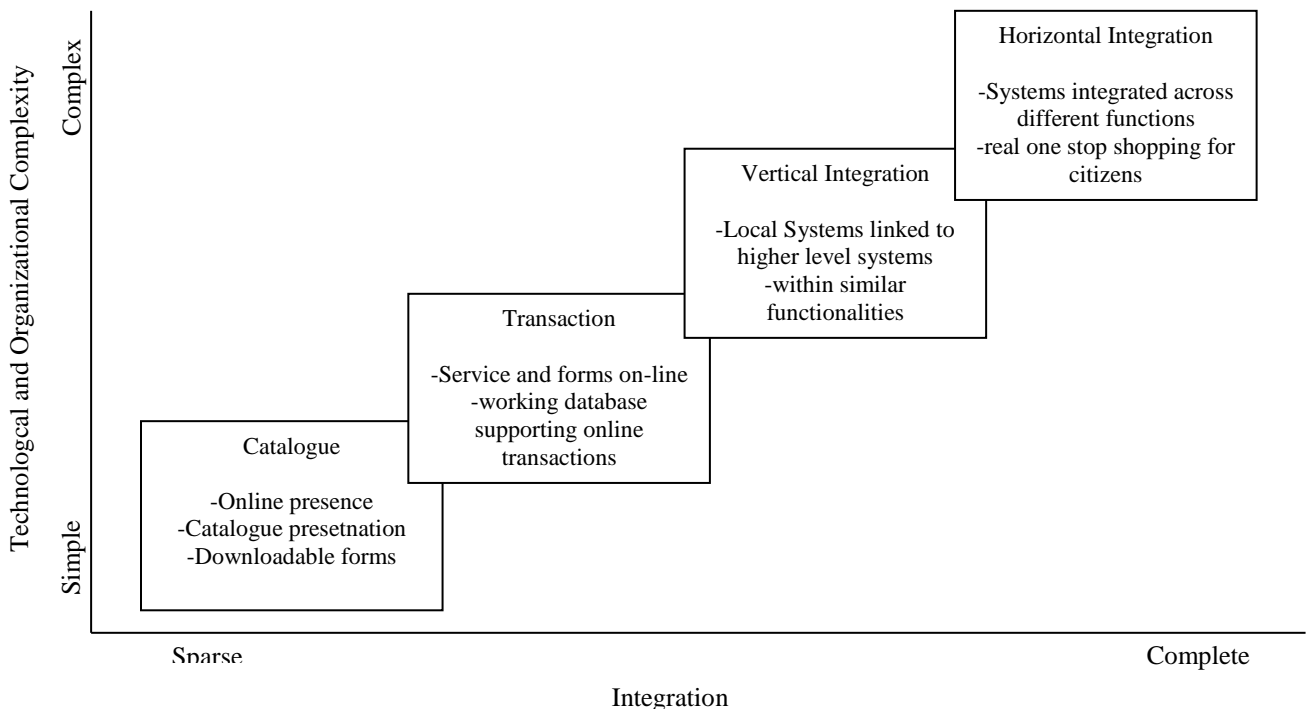 Technologcal and Organizational Complexity
Complex
Simple
Horizontal Integration
-Systems integrated across
different functions
-real one stop shopping for
citizens
Vertical Integration
-Local Systems linked to
higher level systems
-within similar
functionalities
Transaction
-Service and forms on-line
-working database
supporting online
transactions
Catalogue
-Online presence
-Catalogue presetnation
-Downloadable forms
Sparse
Complete
Integration